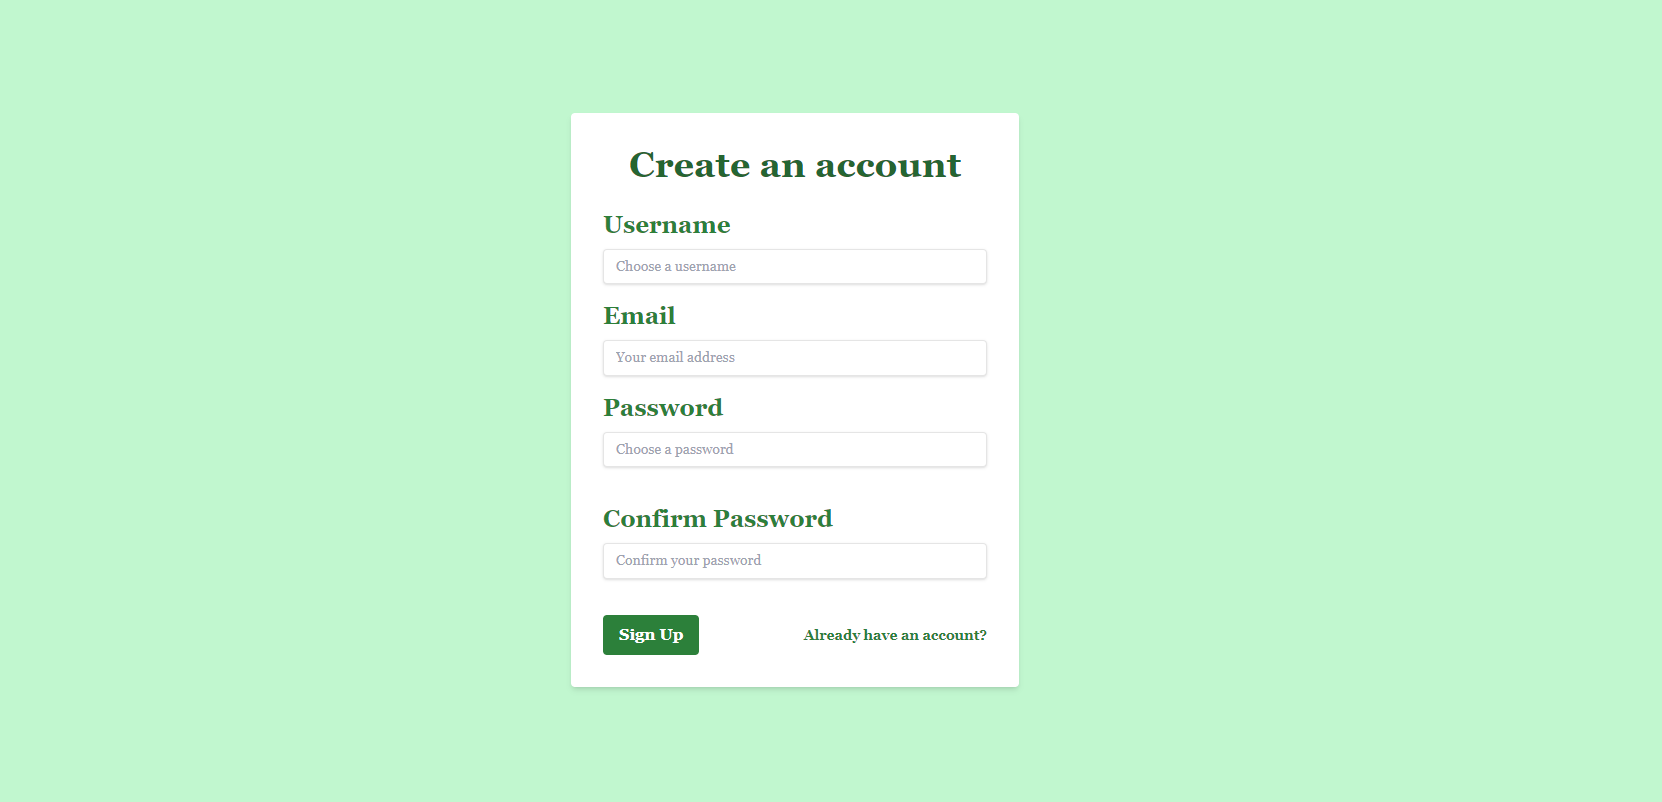 Create an account
Username
Choose a username
Email
Your email address
Password
Choose a password
Confirm Password
Confirm your password
Sign Up
Already have an account?